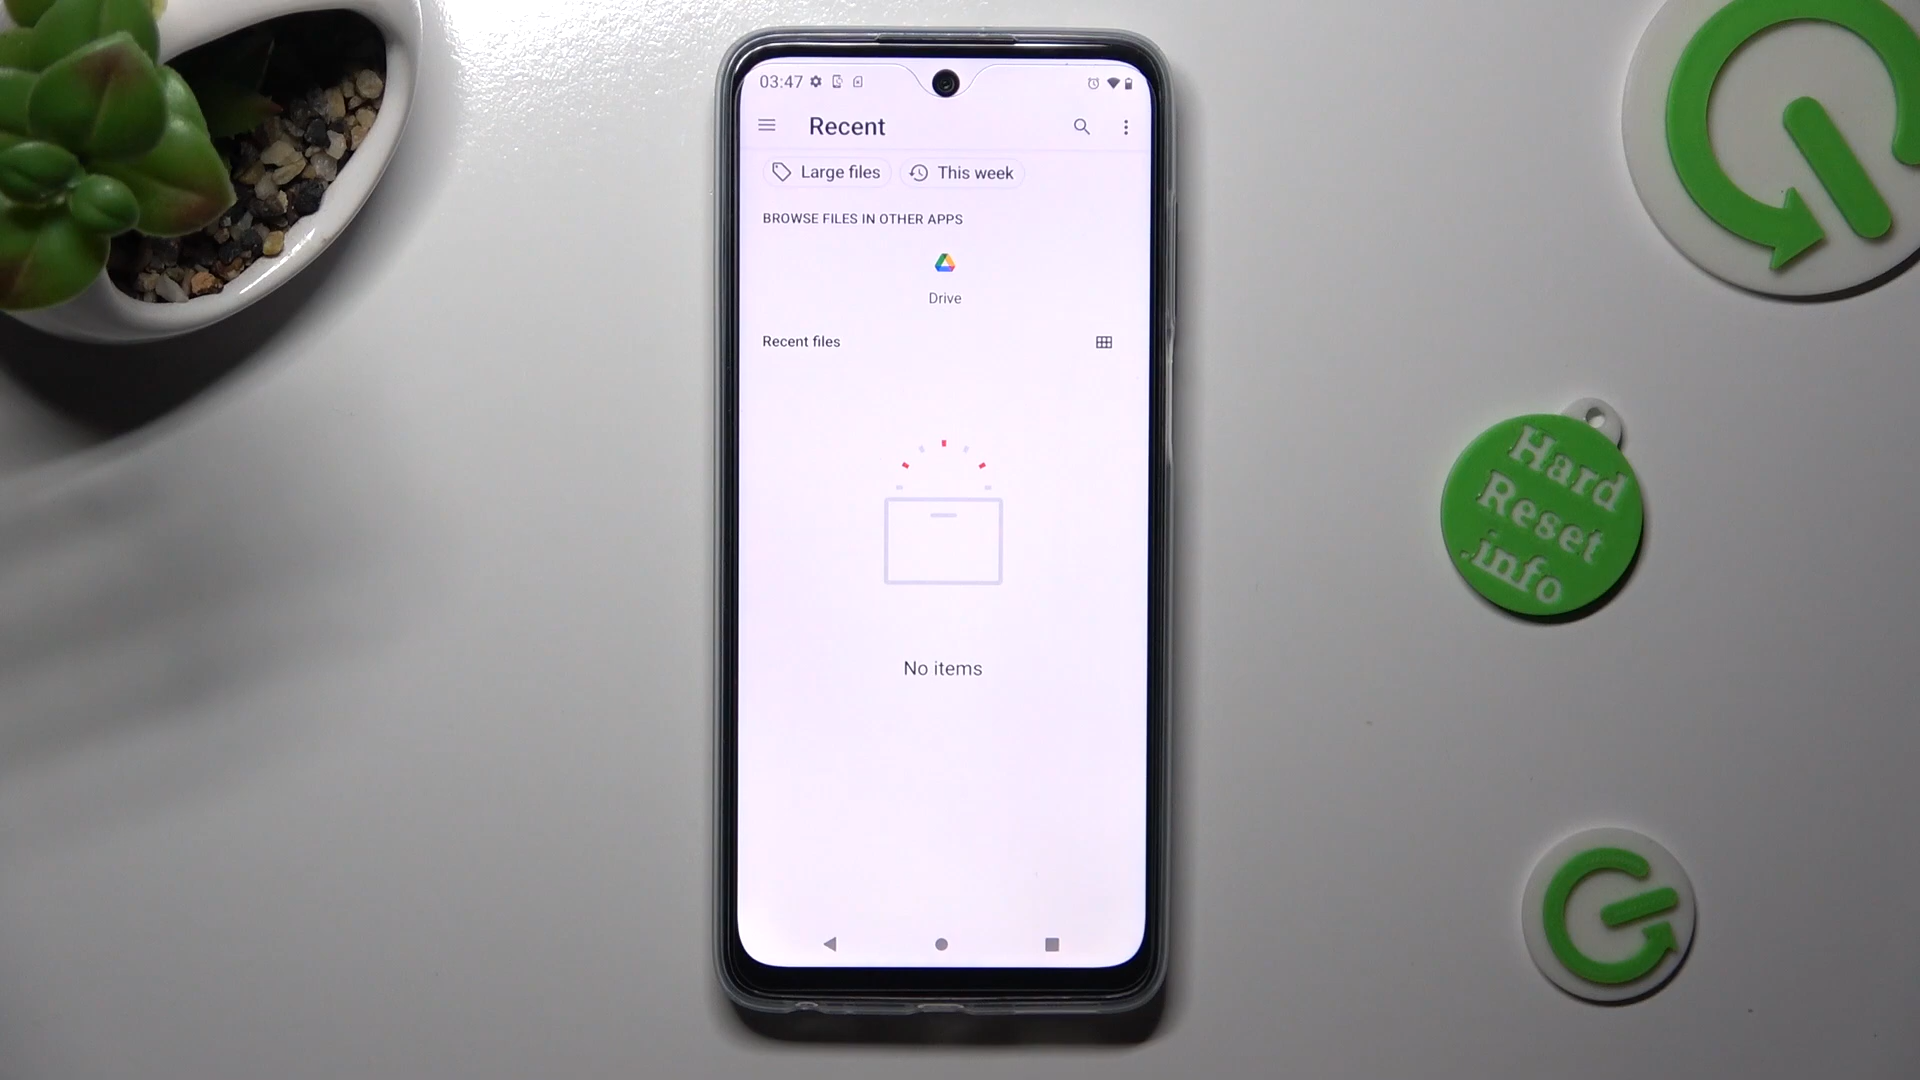 03:47
Recent
Large files
This week
BROWSE FILES IN OTHER APPS
Drive
Recent files
No items
Hard
Reset
.info